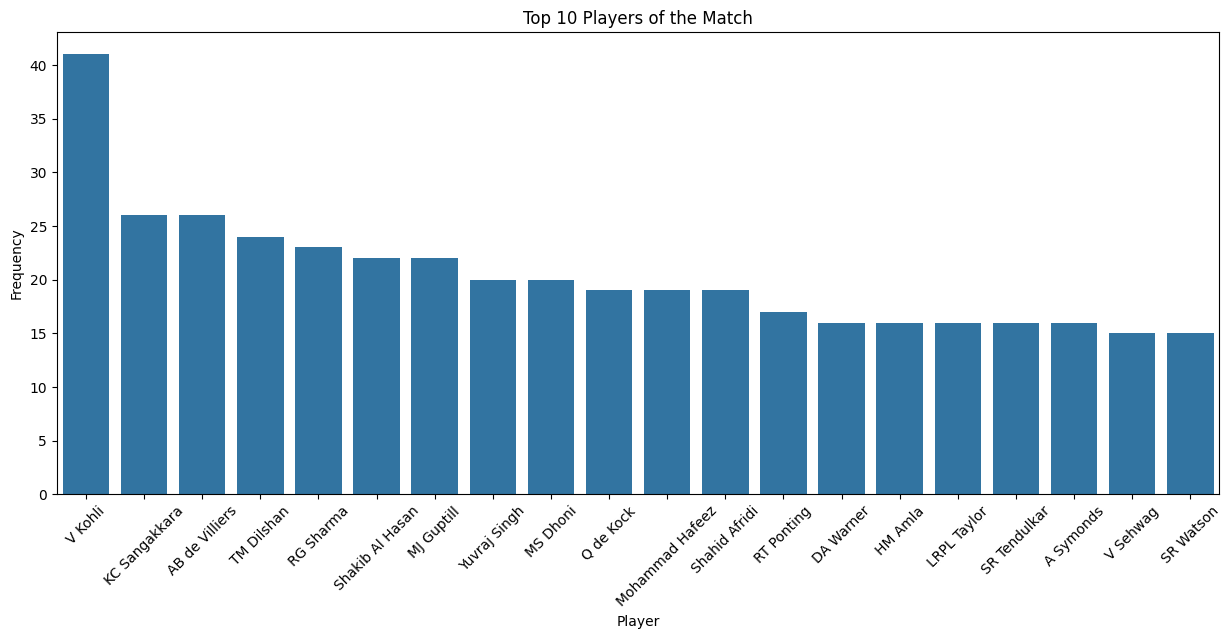 Top 10 Players of the Match
Frequency
40
35
30
25
20
15
10
5
0
V Kohli
KC Sangakkara
AB de Villiers
TM Dilshan
RG Sharma
Shakib Al Hasan
MJ Guptill
Yuvraj Singh
MS Dhoni
Q de Kock
Mohammad Hafeez
Shahid Afridi
RT Ponting
DA Warner
HM Amla
LRPL Taylor
SR Tendulkar
A Symonds
V Sehwag
SR Watson
Player